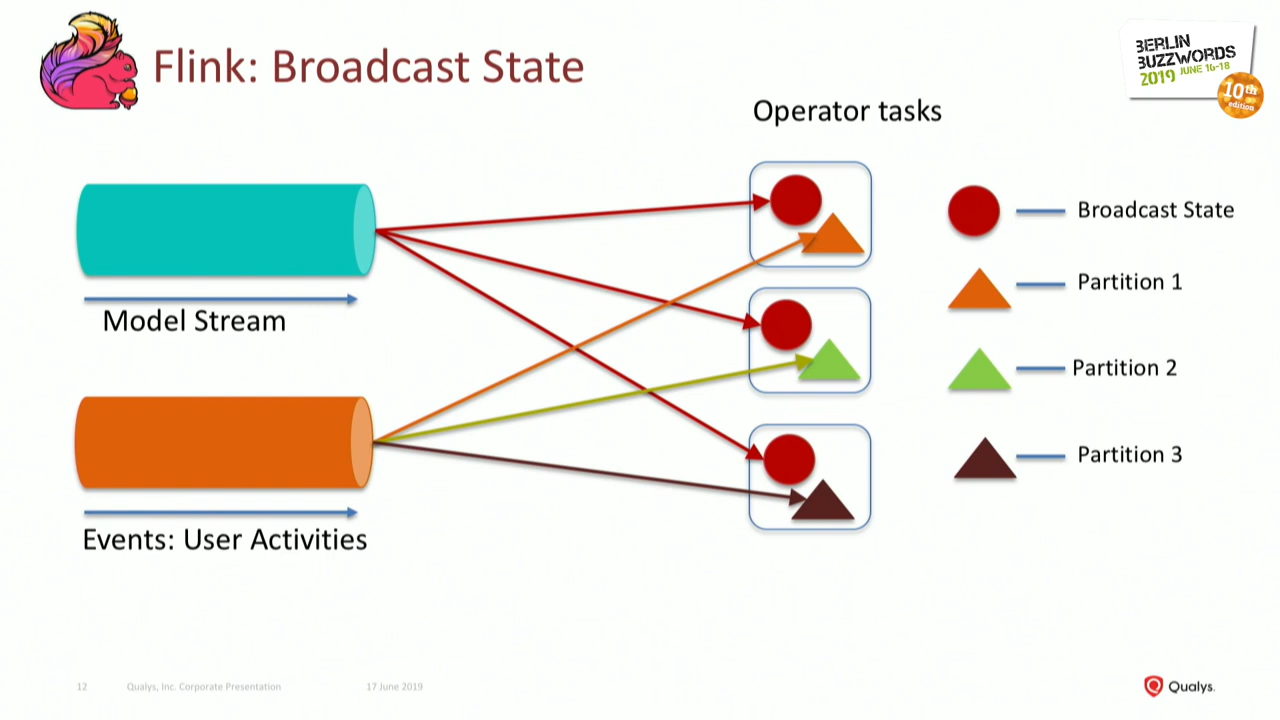 Flink: Broadcast State
BERLIN
BUZZWORDS
2019 JUNE 16-18
10th
edition
Operator tasks
Broadcast State
Partition 1
Model Stream
Partition 2
Partition 3
Events: User Activities
12 Qualys, Inc. Corporate Presentation 17 June 2019
Qualys.